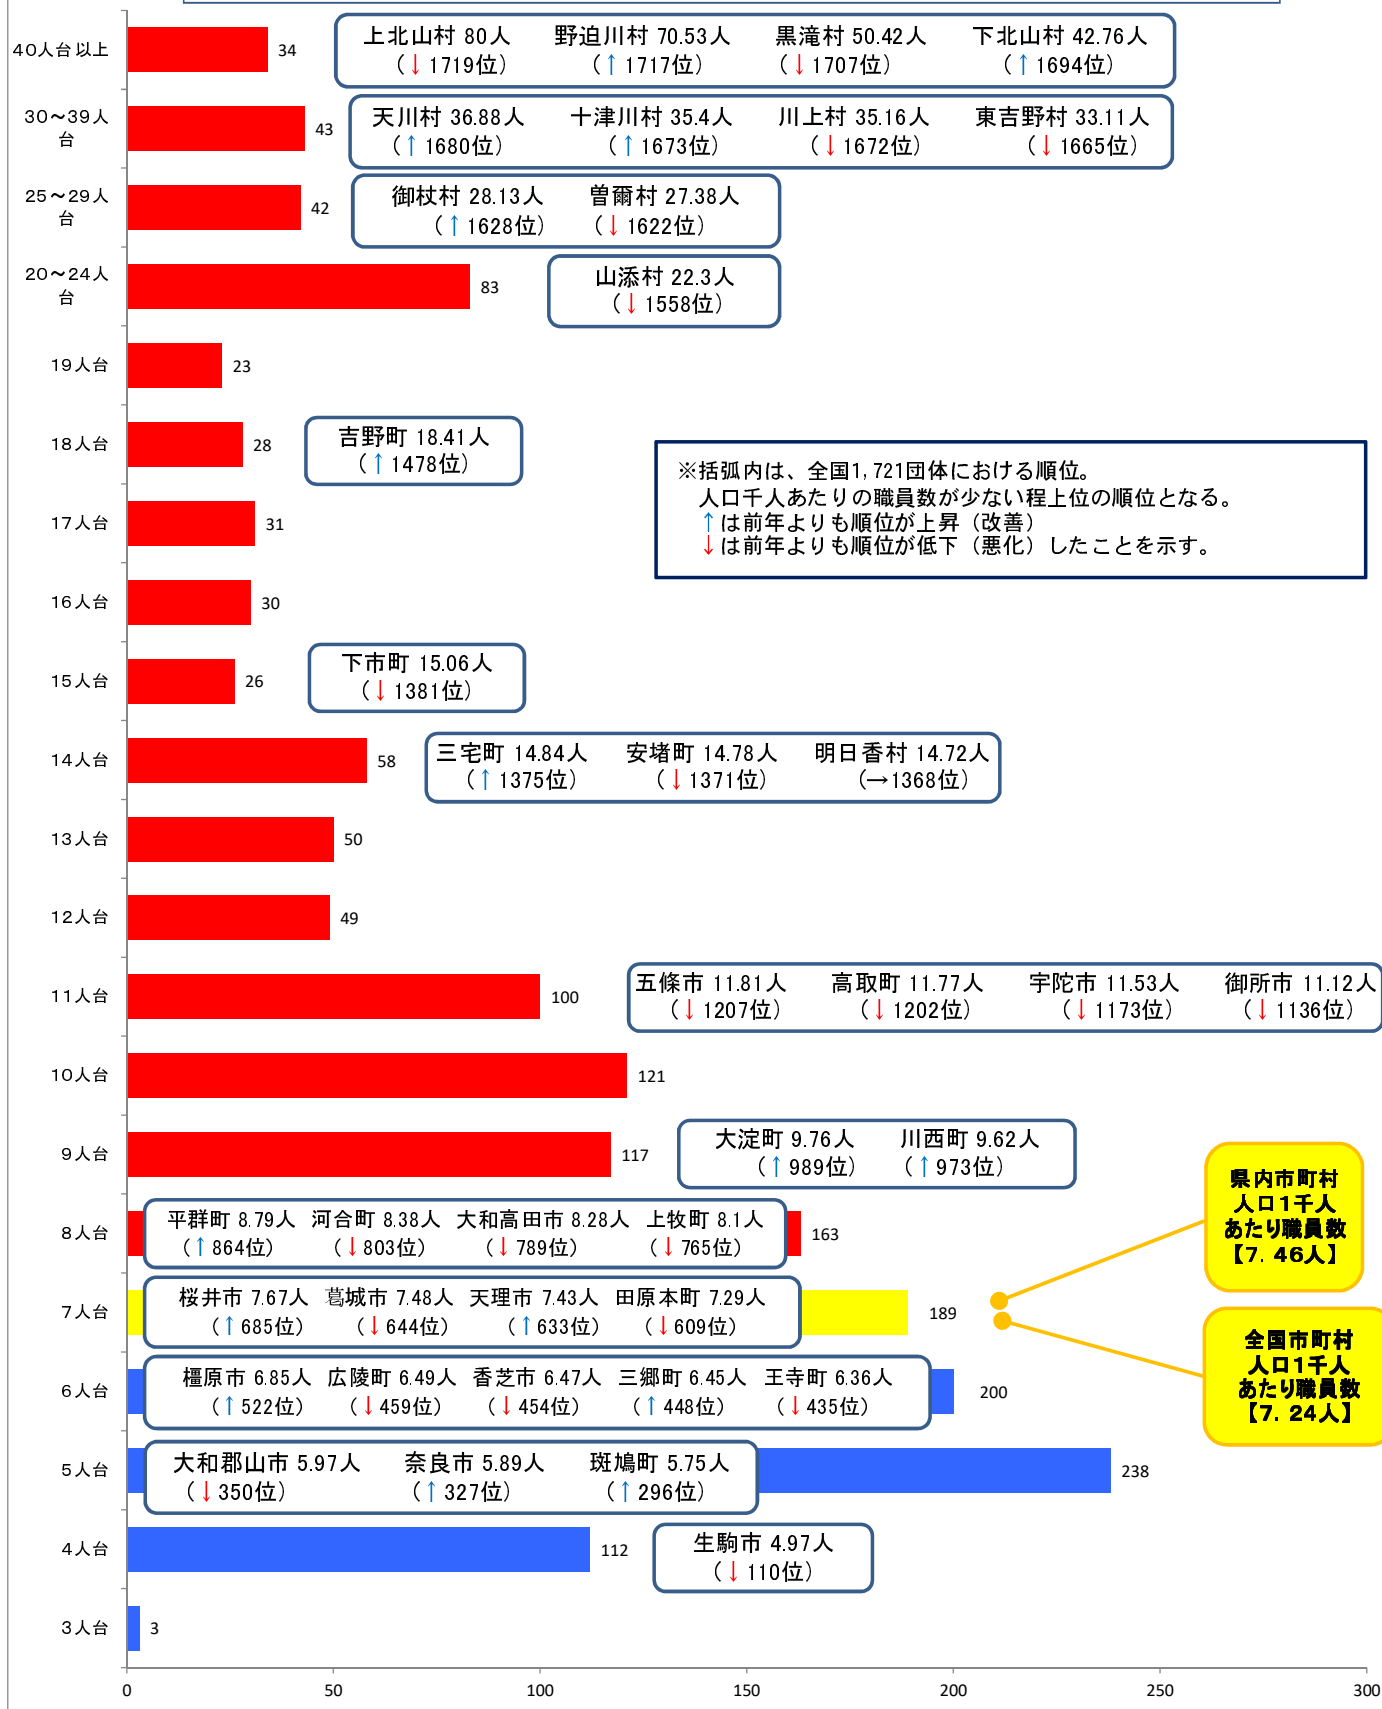 40人台以上
34
上北山村 80人 野迫川村 70.53人 黒滝村 50.42人 下北山村 42.76人
（↓ 1719位） （↑ 1717位） （↓ 1707位） （↑ 1694位）
30～39人
台
43
天川村 36.88人 十津川村 35.4人 川上村 35.16人 東吉野村 33.11人
（↑ 1680位） （↑ 1673位） （↓ 1672位） （↓ 1665位）
25～29人
台
42
御杖村 28.13人 曽爾村 27.38人
（↑ 1628位） （↓ 1622位）
20～24人
台
83
山添村 22.3人
（↓ 1558位）
19人台
23
18人台
28
吉野町 18.41人
（↑ 1478位）
※括弧内は、全国1,721団体における順位。
人口千人あたりの職員数が少ない程上位の順位となる。
↑は前年よりも順位が上昇（改善）
↓は前年よりも順位が低下（悪化）したことを示す。
17人台
31
16人台
30
15人台
26
下市町 15.06人
（↓ 1381位）
14人台
58
三宅町 14.84人 安堵町 14.78人 明日香村 14.72人
（↑ 1375位） （↓ 1371位） （→1368位）
13人台
50
12人台
49
11人台
100
五條市 11.81人 高取町 11.77人 宇陀市 11.53人 御所市 11.12人
（↓ 1207位） （↓ 1202位） （↓ 1173位） （↓ 1136位）
10人台
121
9人台
117
大淀町 9.76人 川西町 9.62人
（↑ 989位） （↑ 973位）
県内市町村
人口1千人
あたり職員数
【7.46人】
8人台
平群町 8.79人 河合町 8.38人 大和高田市 8.28人 上牧町 8.1人
（↑ 864位） （↓ 803位） （↓ 789位） （↓ 765位）
163
7人台
桜井市 7.67人 葛城市 7.48人 天理市 7.43人 田原本町 7.29人
（↑ 685位） （↓ 644位） （↑ 633位） （↓ 609位）
189
全国市町村
人口1千人
あたり職員数
【7.24人】
6人台
橿原市 6.85人 広陵町 6.49人 香芝市 6.47人 三郷町 6.45人 王寺町 6.36人
（↑ 522位） （↓ 459位） （↓ 454位） （↑ 448位） （↓ 435位）
200
5人台
大和郡山市 5.97人 奈良市 5.89人 斑鳩町 5.75人
（↓ 350位） （↑ 327位） （↑ 296位）
238
4人台
112
生駒市 4.97人
（↓ 110位）
3人台
3
0 50 100 150 200 250 300